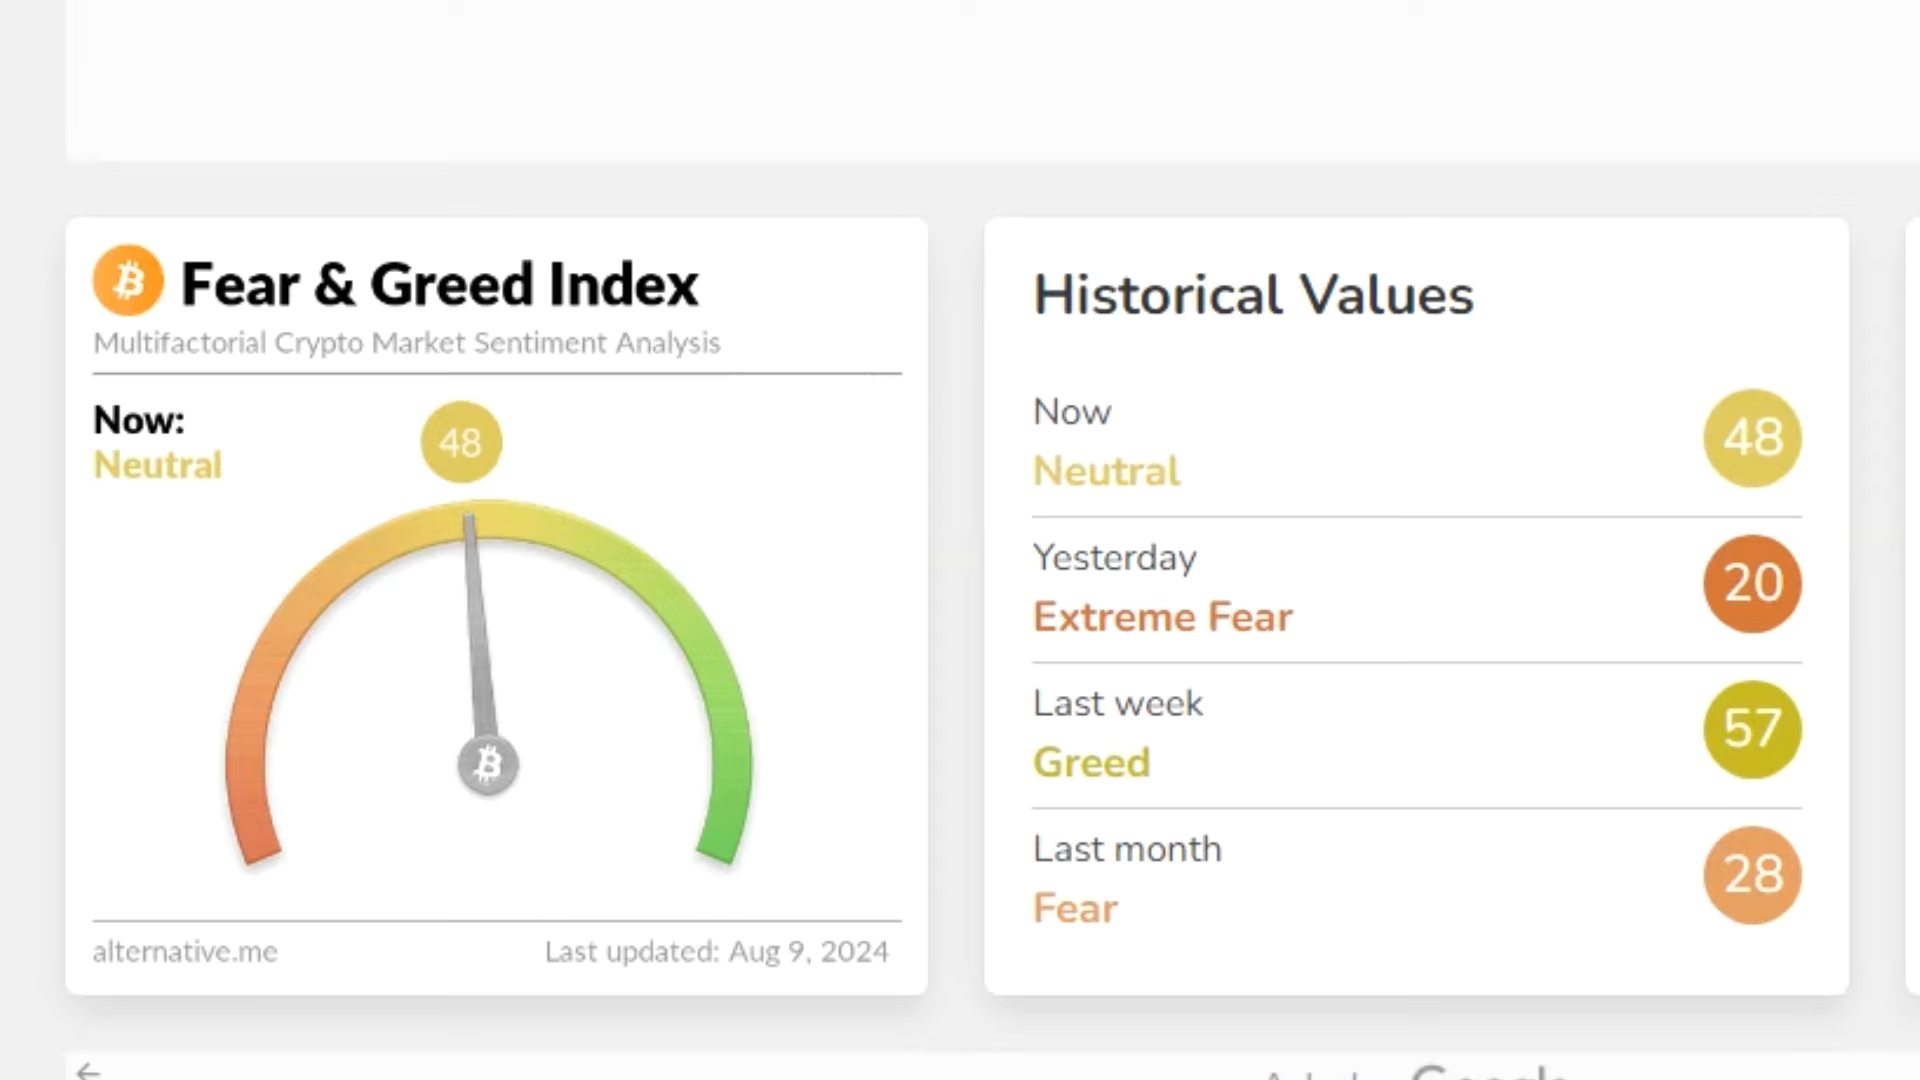 Fear & Greed Index
Multifactorial Crypto Market Sentiment Analysis
Now:
Neutral
48
alternative.me
Last updated: Aug 9, 2024
Historical Values
Now
Neutral
48
Yesterday
Extreme Fear
20
Last week
Greed
57
Last month
Fear
28
Google